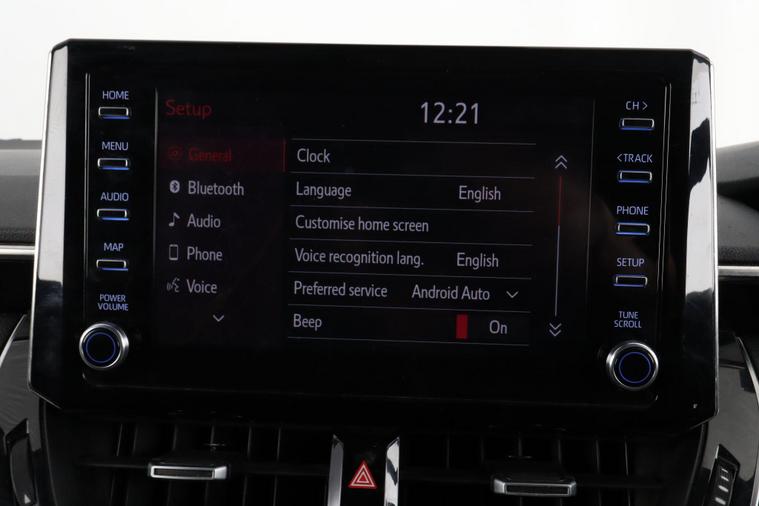 HOME
MENU
AUDIO
MAP
POWER
VOLUME
Setup
12:21
General
Bluetooth
Audio
Phone
Voice
Clock
Language English
Customise home screen
Voice recognition lang. English
Preferred service Android Auto
Beep On
CH >
< TRACK
PHONE
SETUP
TUNE
SCROLL